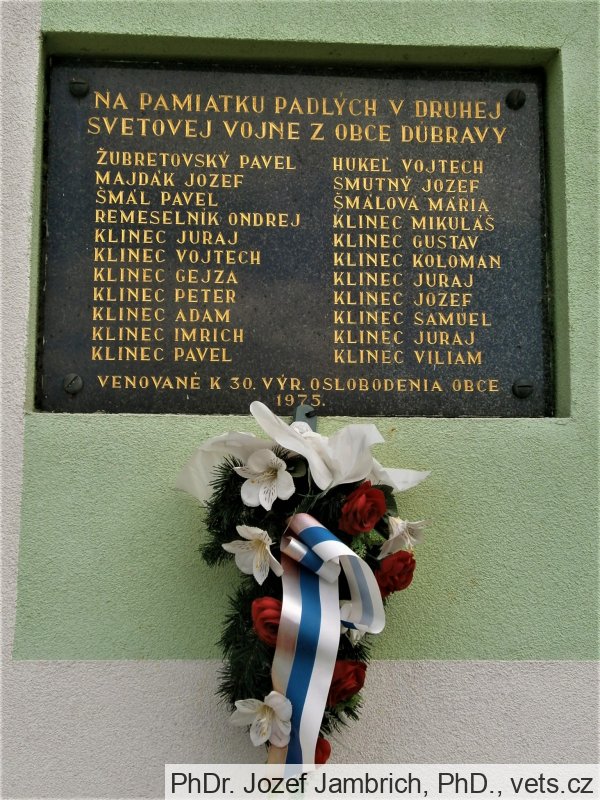 NA PAMIATKU PADLÝCH V DRUHEJ
SVETOVEJ VOJNE Z OBCE DÚBRAVY
ŽUBRETOVSKÝ PAVEL
MAJDÁK JOZEF
ŠMÁL PAVEL
REMESELNÍK ONDREJ
KLINEC JURAJ
KLINEC VOJTECH
KLINEC GEJZA
KLINEC PETER
KLINEC ADAM
KLINEC IMRICH
KLINEC PAVEL
HUKEĽ VOJTECH
SMUTNÝ JOZEF
ŠMÁLOVÁ MÁRIA
KLINEC MIKULÁŠ
KLINEC GUSTAV
KLINEC KOLOMAN
KLINEC JURAJ
KLINEC JOZEF
KLINEC SAMUEL
KLINEC JURAJ
KLINEC VILIAM
VENOVANÉ K 30. VÝR. OSLOBODENIA OBCE
1975.
PhDr. Jozef Jambrich, PhD., vets.cz